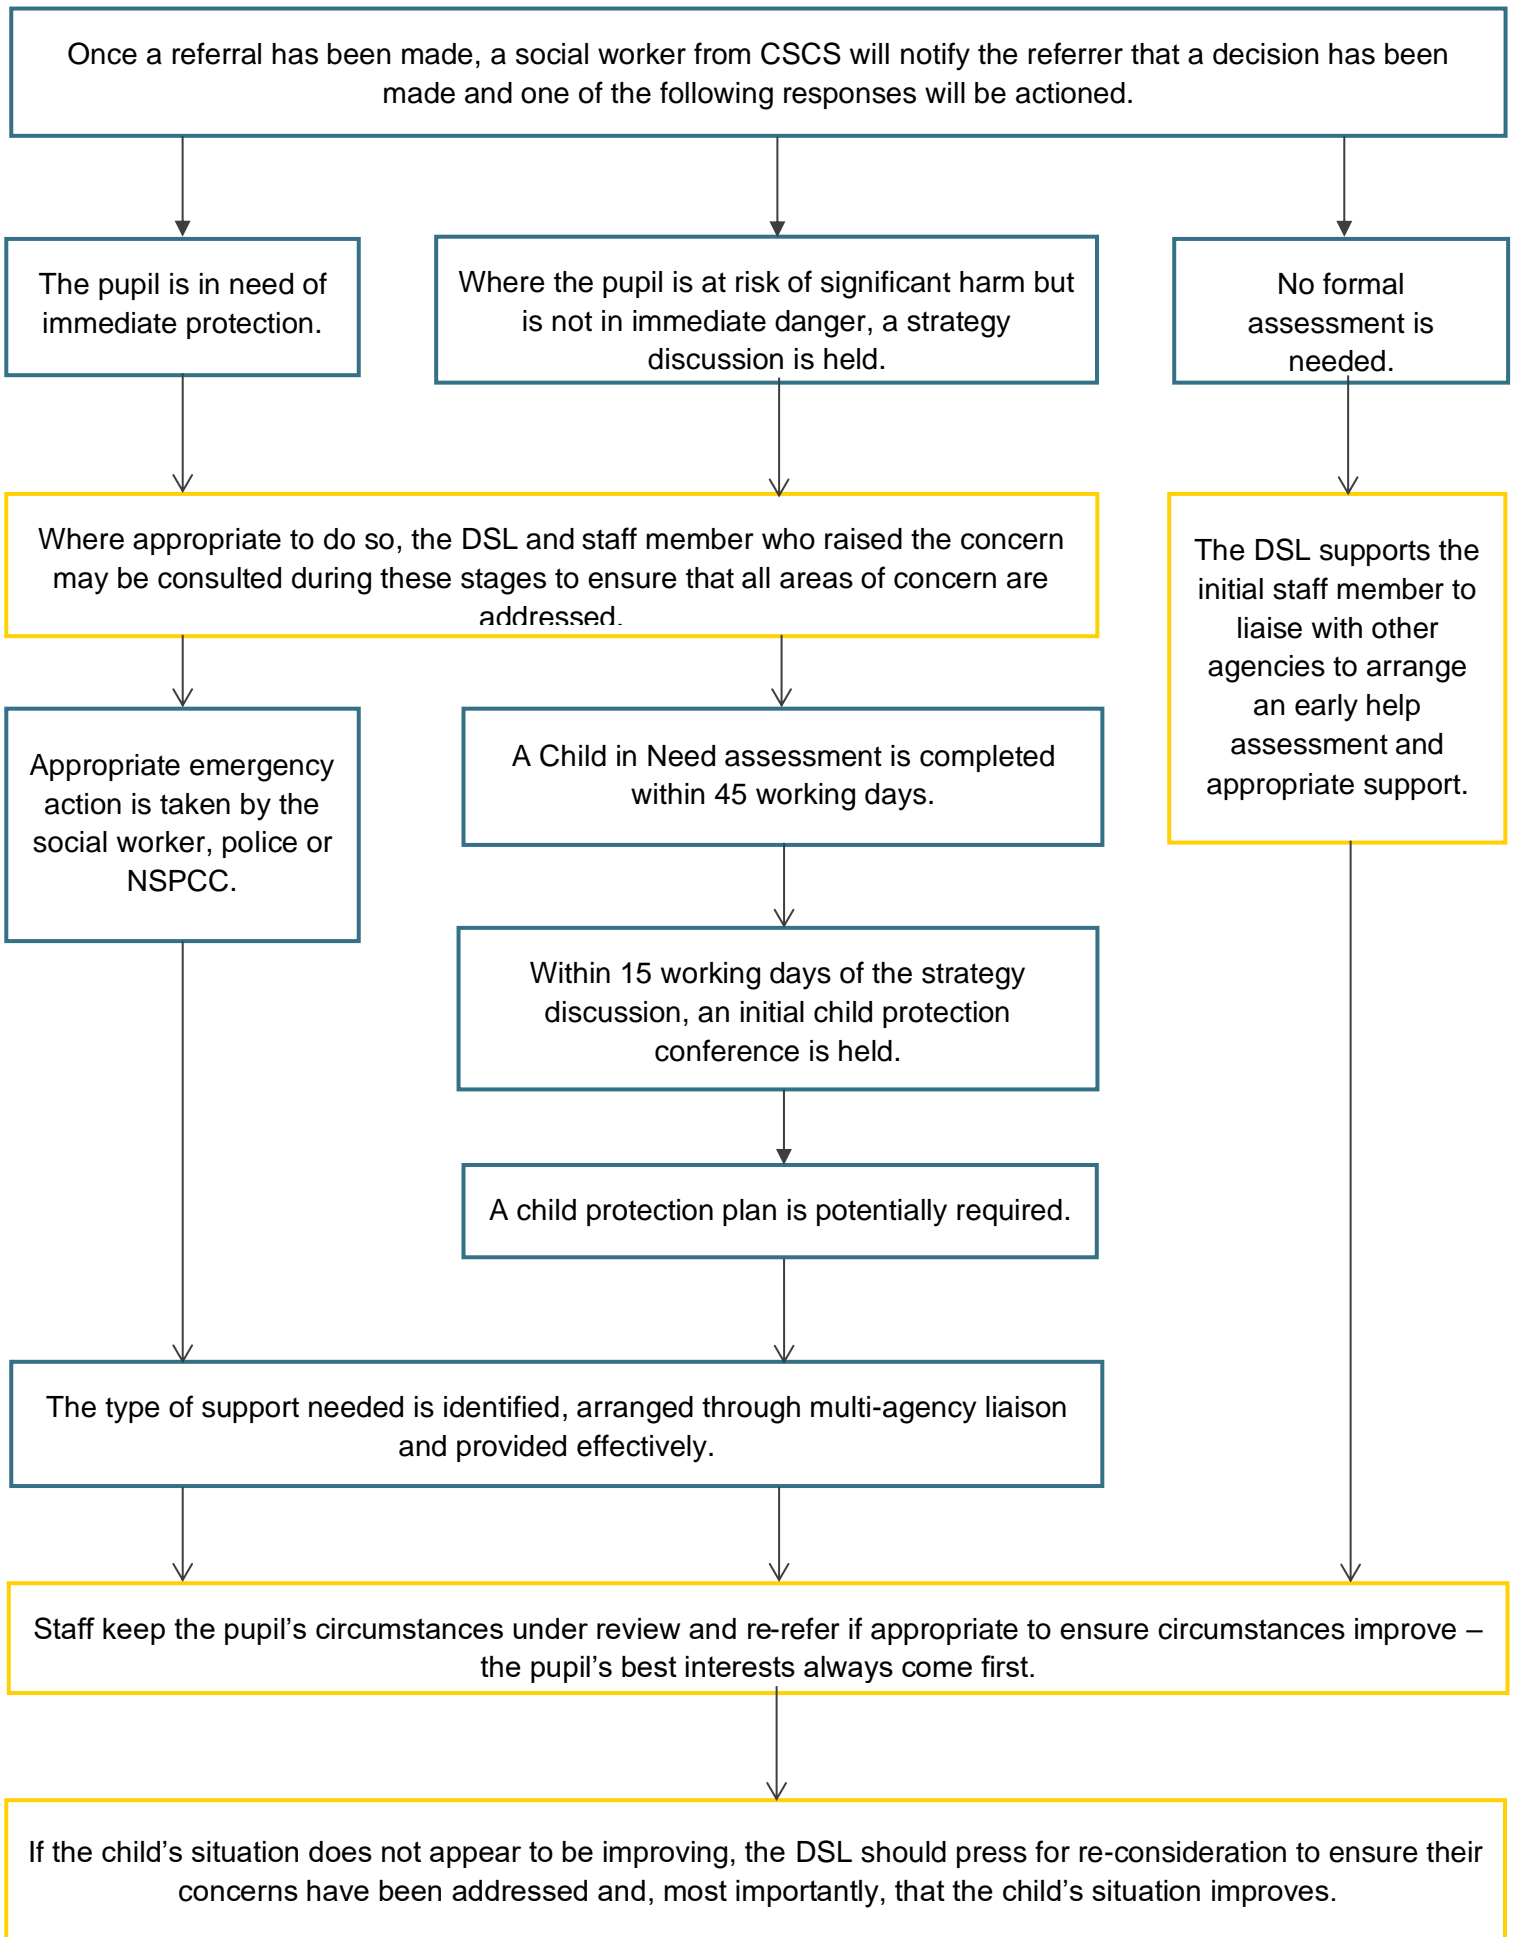 Once a referral has been made, a social worker from CSCS will notify the referrer that a decision has been
made and one of the following responses will be actioned.
The pupil is in need of
immediate protection.
Where the pupil is at risk of significant harm but
is not in immediate danger, a strategy
discussion is held.
No formal
assessment is
needed.
Where appropriate to do so, the DSL and staff member who raised the concern
may be consulted during these stages to ensure that all areas of concern are
addressed.
The DSL supports the
initial staff member to
liaise with other
agencies to arrange
an early help
assessment and
appropriate support.
Appropriate emergency
action is taken by the
social worker, police or
NSPCC.
A Child in Need assessment is completed
within 45 working days.
Within 15 working days of the strategy
discussion, an initial child protection
conference is held.
A child protection plan is potentially required.
The type of support needed is identified, arranged through multi-agency liaison
and provided effectively.
Staff keep the pupil’s circumstances under review and re-refer if appropriate to ensure circumstances improve –
the pupil’s best interests always come first.
If the child’s situation does not appear to be improving, the DSL should press for re-consideration to ensure their
concerns have been addressed and, most importantly, that the child’s situation improves.